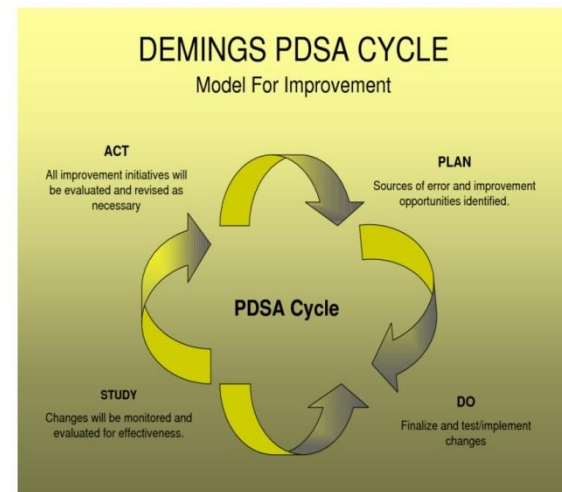 DEMINGS PDSA CYCLE
Model For Improvement
ACT
All improvement initiatives will
be evaluated and revised as
necessary
PLAN
Sources of error and improvement
opportunities identified.
PDSA Cycle
STUDY
Changes will be monitored and
evaluated for effectiveness.
DO
Finalize and test/implement
changes